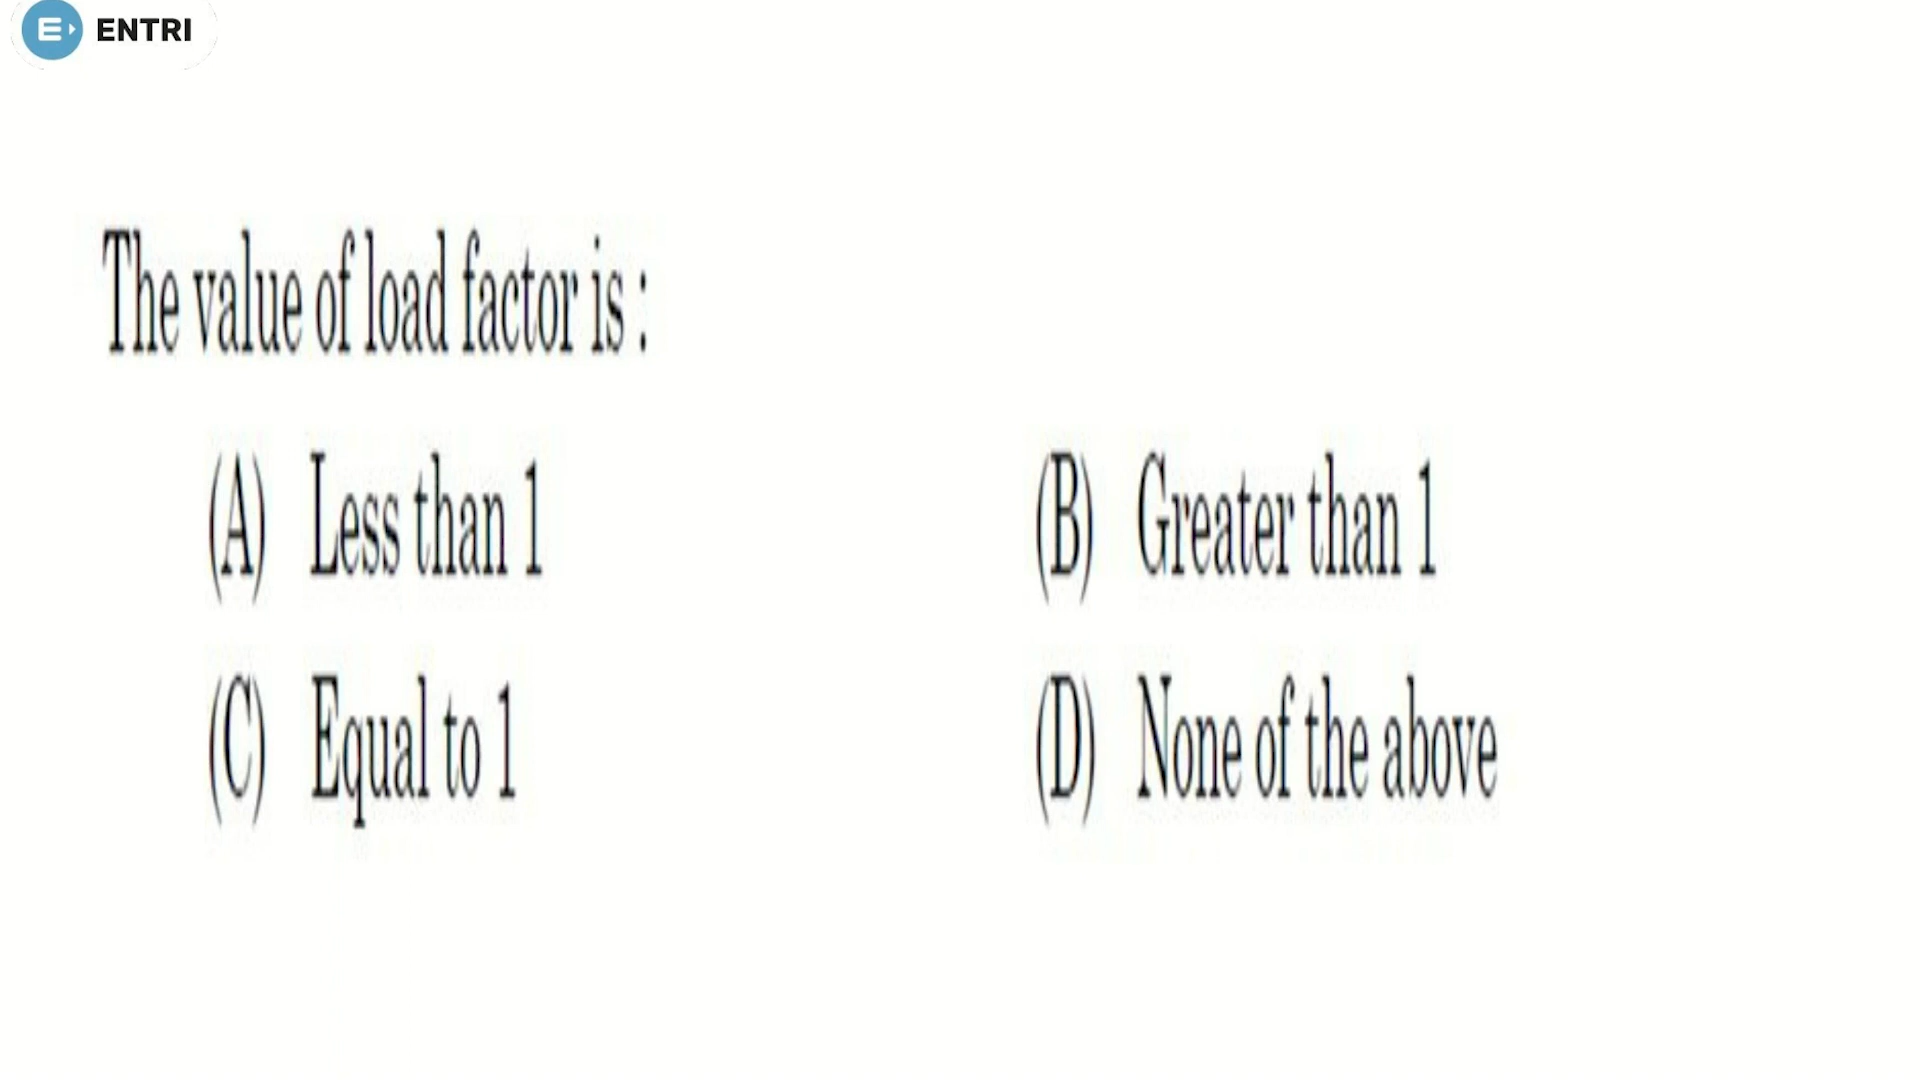 ENTRI
The value of load factor is :
(A) Less than 1
(B) Greater than 1
(C) Equal to 1
(D) None of the above